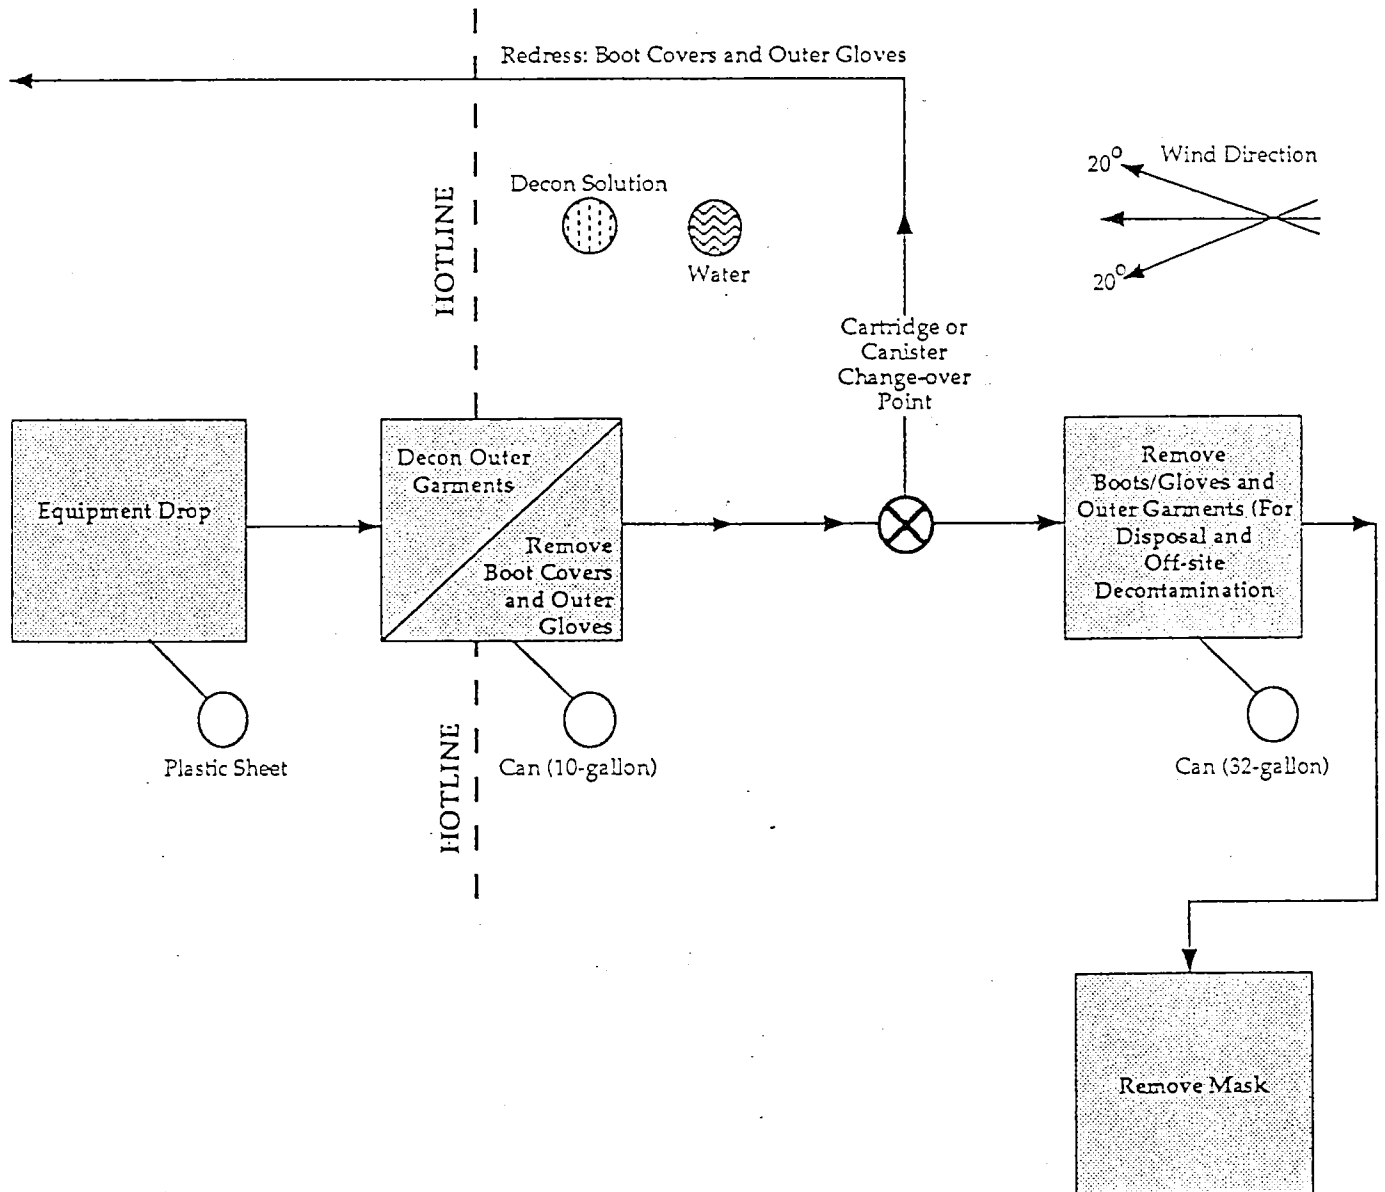 Redress: Boot Covers and Outer Gloves
20°
Wind Direction
20°
HOTLINE
Decon Solution
Water
Cartridge or
Canister
Change-over
Point
Equipment Drop
Decon Outer
Garments
Remove
Boot Covers
and Outer
Gloves
Remove
Boots/Gloves and
Outer Garments (For
Disposal and
Off-site
Decontamination
Plastic Sheet
HOTLINE
Can (10-gallon)
Can (32-gallon)
Remove Mask